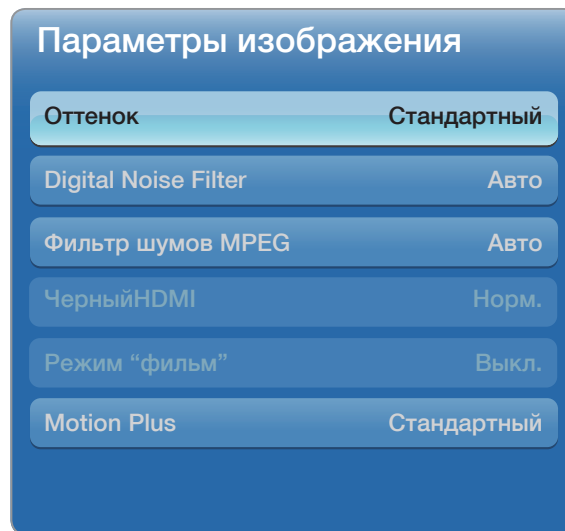 Параметры изображения
Оттенок Стандартный
Digital Noise Filter Авто
Фильтр шумов MPEG Авто
ЧерныйHDMI Норм.
Режим “фильм” Выкл.
Motion Plus Стандартный